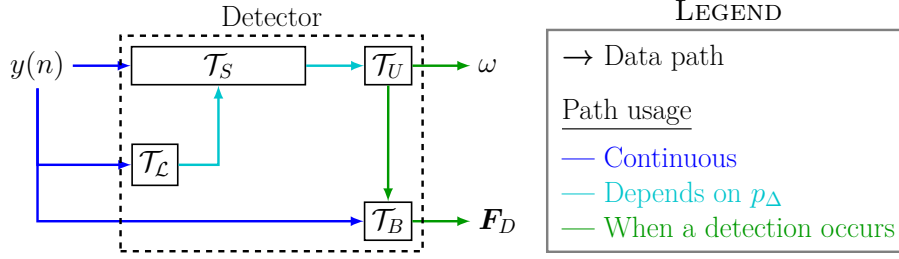 Detector
y(n)
𝒯_S
𝒯_U
ω
𝒯_ℒ
𝒯_B
𝑭_D
LEGEND
→ Data path
Path usage
— Continuous
— Depends on p_Δ
— When a detection occurs